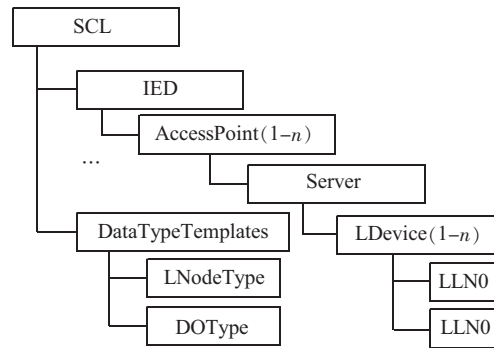 SCL
IED
AccessPoint(1-n)
...
Server
DataTypeTemplates
LDevice(1-n)
LNodeType
LLN0
DOType
LLN0